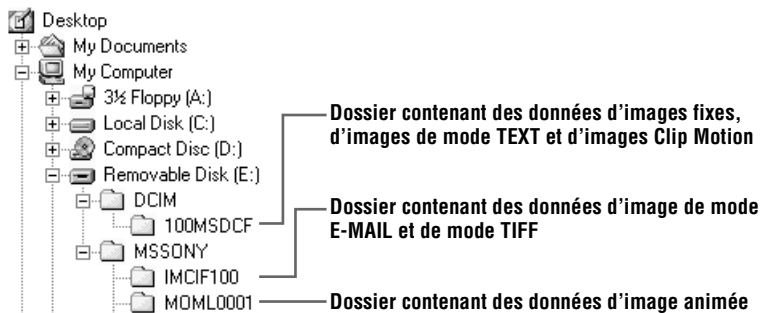 Desktop
My Documents
My Computer
3½ Floppy (A:)
Local Disk (C:)
Compact Disc (D:)
Removable Disk (E:)
DCIM
100MSDCF
MSSONY
IMCIF100
MOML0001
Dossier contenant des données d'images fixes,
d'images de mode TEXT et d'images Clip Motion
Dossier contenant des données d'image de mode
E-MAIL et de mode TIFF
Dossier contenant des données d'image animée